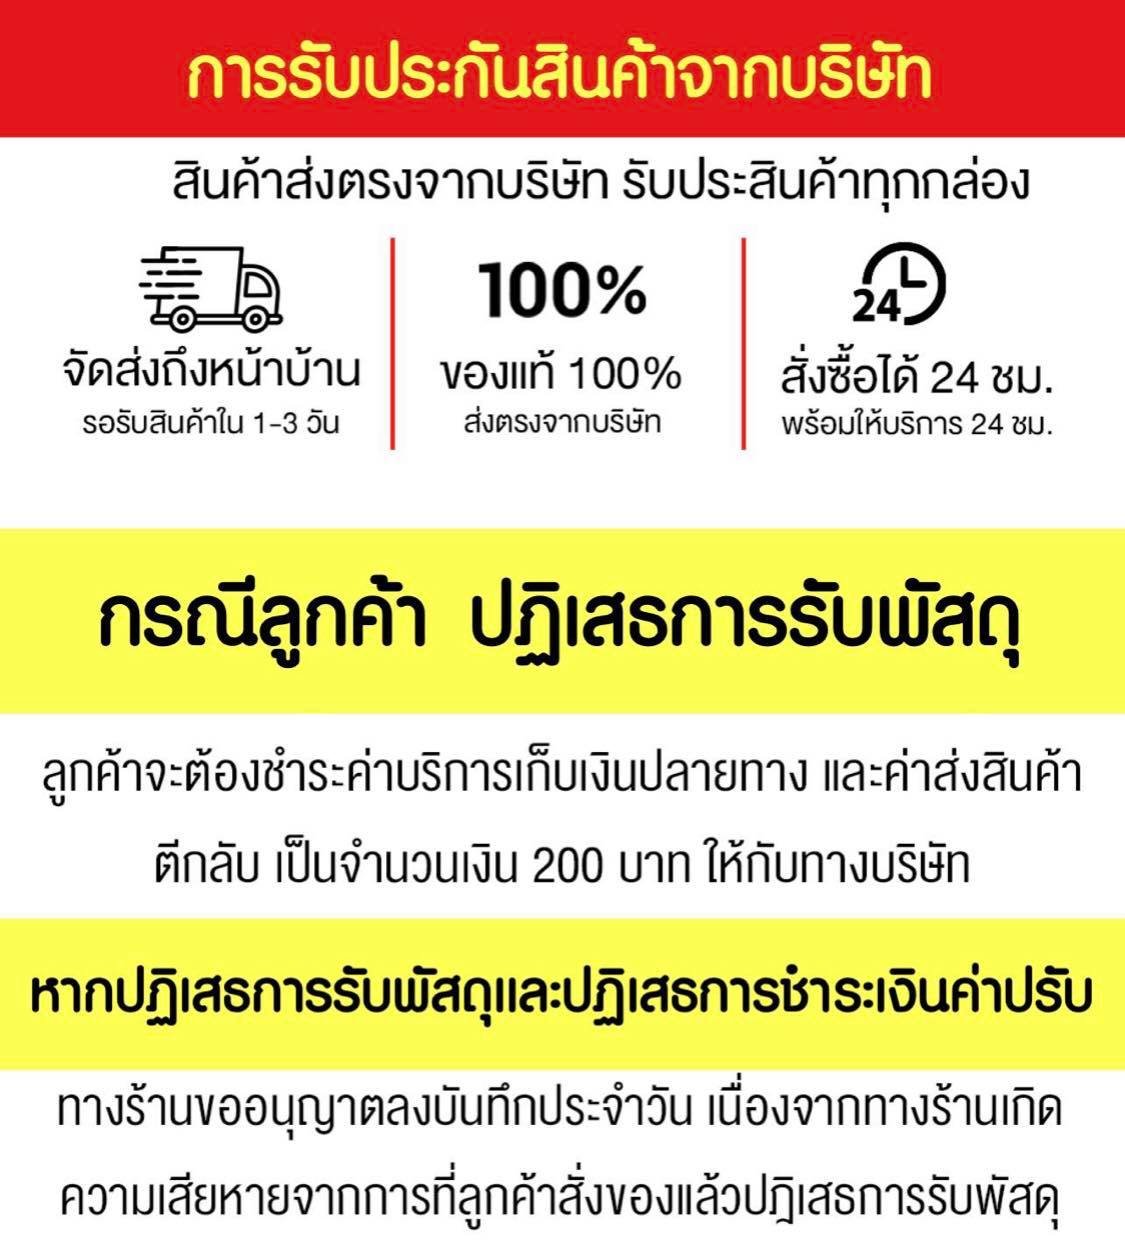 การรับประกันสินค้าจากบริษัท
สินค้าส่งตรงจากบริษัท รับประสินค้าทุกกล่อง
100%
24
จัดส่งถึงหน้าบ้าน
ของแท้ 100%
สั่งซื้อได้ 24 ชม.
รอรับสินค้าใน 1-3 วัน
ส่งตรงจากบริษัท
พร้อมให้บริการ 24 ชม.
กรณีลูกค้า ปฏิเสธการรับพัสดุ
ลูกค้าจะต้องชำระค่าบริการเก็บเงินปลายทาง และค่าส่งสินค้า
ตีกลับ เป็นจำนวนเงิน 200 บาท ให้กับทางบริษัท
หากปฏิเสธการรับพัสดุและปฏิเสธการชำระเงินค่าปรับ
ทางร้านขออนุญาตลงบันทึกประจำวัน เนื่องจากทางร้านเกิด
ความเสียหายจากการที่ลูกค้าสั่งของแล้วปฎิเสธการรับพัสดุ